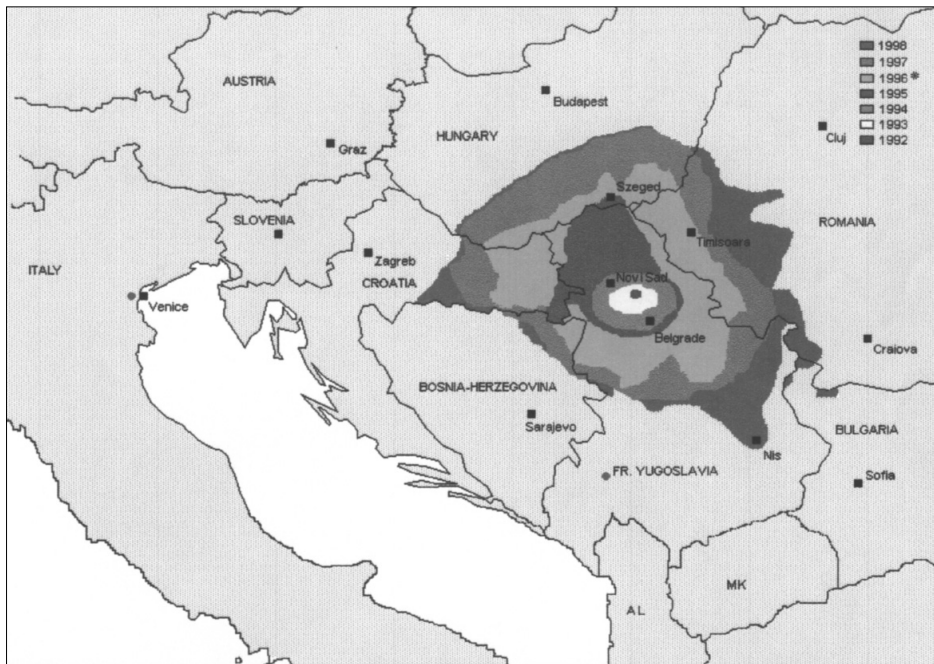 1998
1997
1996 *
1995
1994
1993
1992
AUSTRIA
Budapest
HUNGARY
Cluj
Graz
Szeged
SLOVENIA
ROMANIA
Timisoara
Zagreb
ITALY
CROATIA
Novi Sad
Venice
Belgrade
Craiova
BOSNIA-HERZEGOVINA
Sarajevo
BULGARIA
Nis
FR. YUGOSLAVIA
Sofia
MK
AL